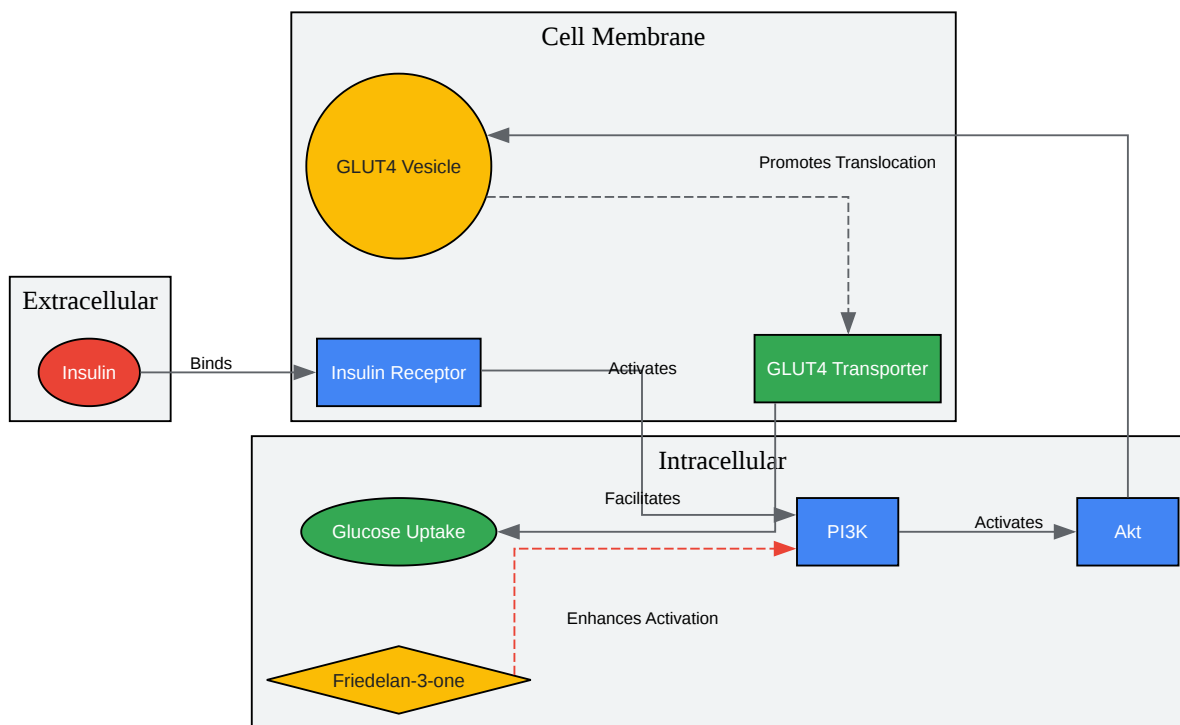 Cell Membrane
GLUT4 Vesicle
Promotes Translocation
Extracellular
Insulin
Binds
Insulin Receptor
Activates
GLUT4 Transporter
Intracellular
Facilitates
Glucose Uptake
PI3K
Activates
Akt
Enhances Activation
Friedelan-3-one